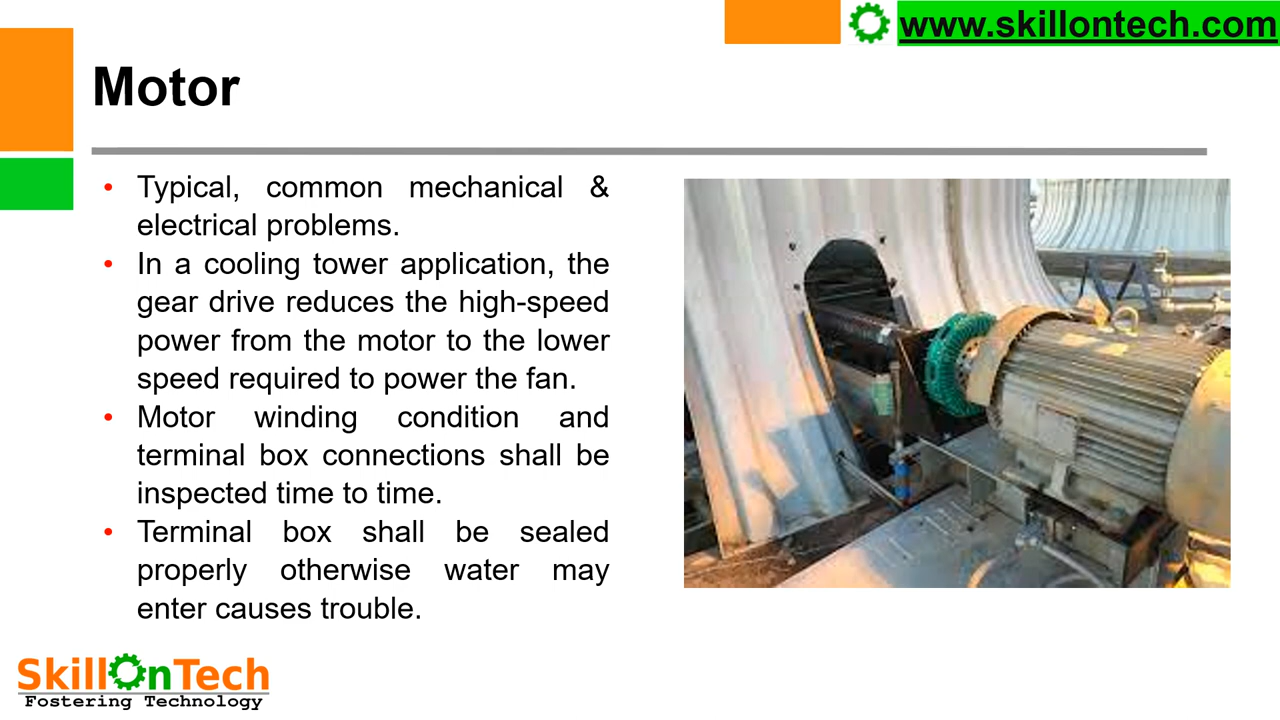 www.skillontech.com
Motor
• Typical, common mechanical &
electrical problems.
• In a cooling tower application, the
gear drive reduces the high-speed
power from the motor to the lower
speed required to power the fan.
• Motor winding condition and
terminal box connections shall be
inspected time to time.
• Terminal box shall be sealed
properly otherwise water may
enter causes trouble.
SkillOnTech
Fostering Technology